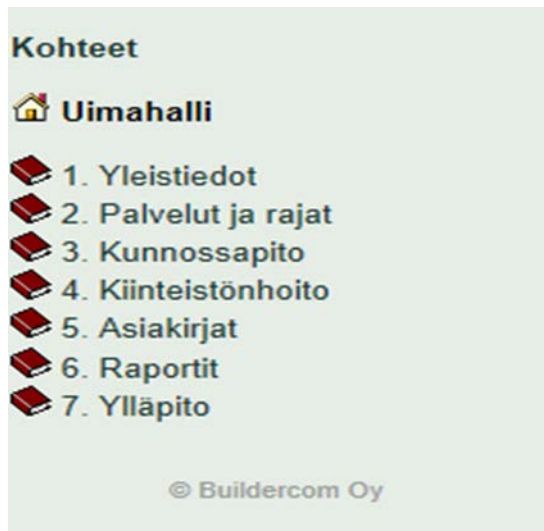 Kohteet
Uimahalli
1. Yleistiedot
2. Palvelut ja rajat
3. Kunnossapito
4. Kiinteistönhoito
5. Asiakirjat
6. Raportit
7. Ylläpito
© Buildercom Oy